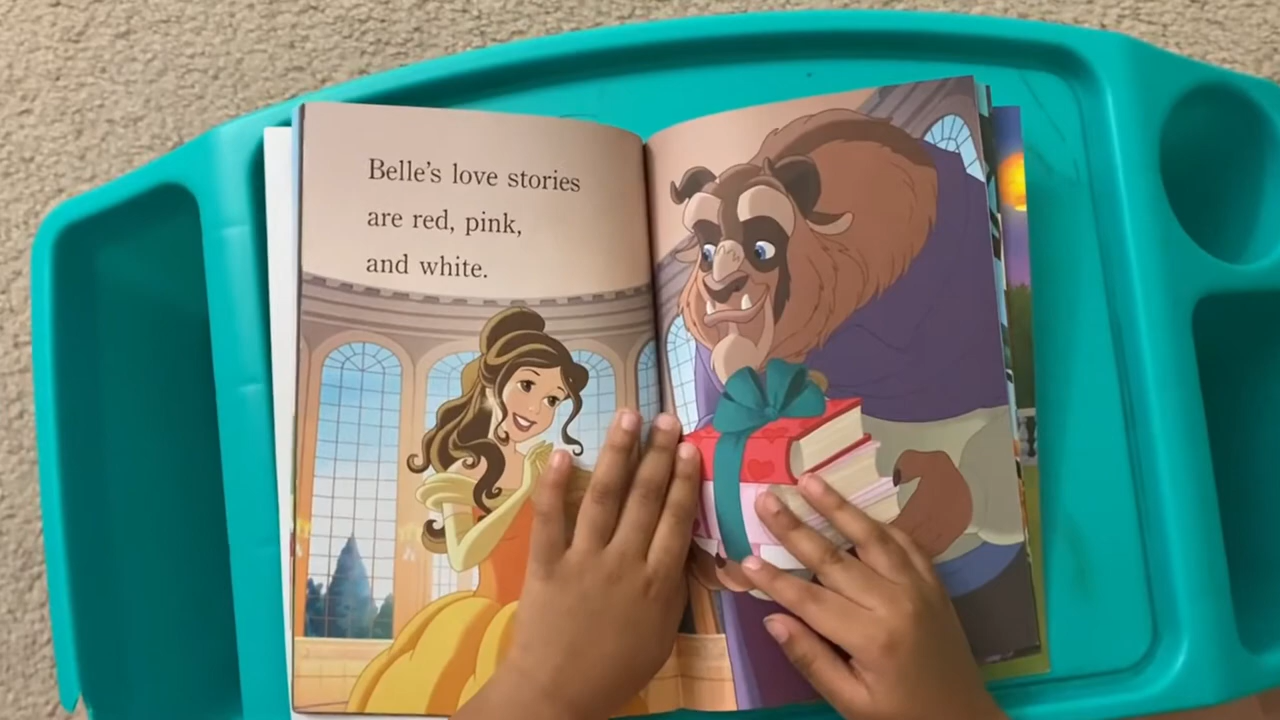 Belle’s love stories
are red, pink,
and white.